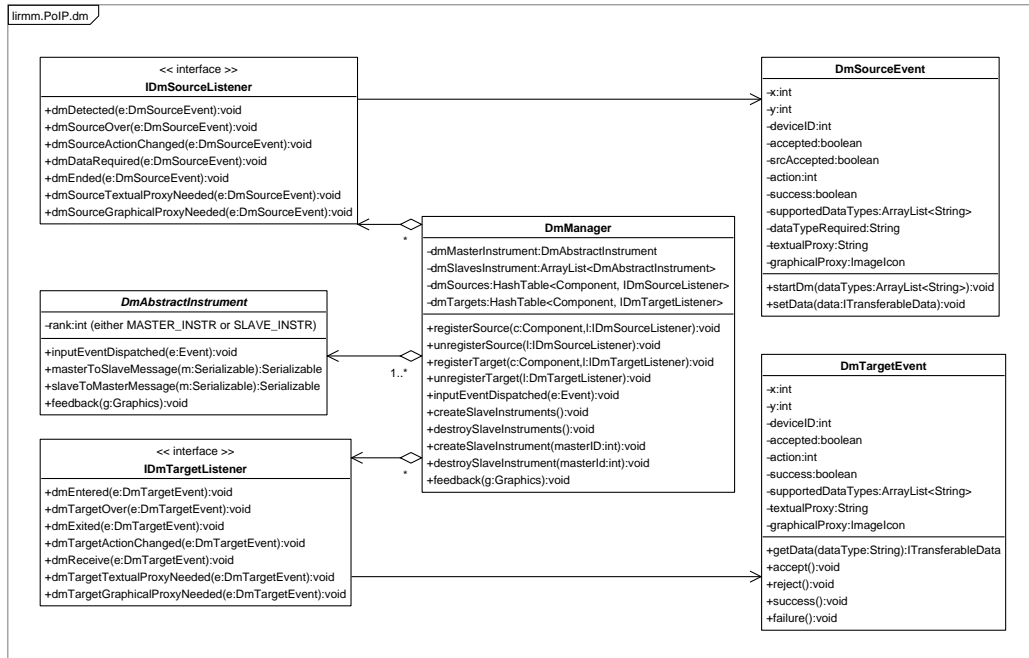 lirmm.PoIP.dm
<< interface >>
IDmSourceListener
+dmDetected(e:DmSourceEvent):void
+dmSourceOver(e:DmSourceEvent):void
+dmSourceActionChanged(e:DmSourceEvent):void
+dmDataRequired(e:DmSourceEvent):void
+dmEnded(e:DmSourceEvent):void
+dmSourceTextualProxyNeeded(e:DmSourceEvent):void
+dmSourceGraphicalProxyNeeded(e:DmSourceEvent):void
*
DmAbstractInstrument
-rank:int (either MASTER_INSTR or SLAVE_INSTR)
+inputEventDispatched(e:Event):void
+masterToSlaveMessage(m:Serializable):Serializable
+slaveToMasterMessage(m:Serializable):Serializable
+feedback(g:Graphics):void
1..*
<< interface >>
IDmTargetListener
+dmEntered(e:DmTargetEvent):void
+dmTargetOver(e:DmTargetEvent):void
+dmExited(e:DmTargetEvent):void
+dmTargetActionChanged(e:DmTargetEvent):void
+dmReceive(e:DmTargetEvent):void
+dmTargetTextualProxyNeeded(e:DmTargetEvent):void
+dmTargetGraphicalProxyNeeded(e:DmTargetEvent):void
*
DmManager
-dmMasterInstrument:DmAbstractInstrument
-dmSlavesInstrument:ArrayList<DmAbstractInstrument>
-dmSources:HashTable<Component, IDmSourceListener>
-dmTargets:HashTable<Component, IDmTargetListener>
+registerSource(c:Component,l:IDmSourceListener):void
+unregisterSource(l:IDmSourceListener):void
+registerTarget(c:Component,l:IDmTargetListener):void
+unregisterTarget(l:DmTargetListener):void
+inputEventDispatched(e:Event):void
+createSlaveInstruments():void
+destroySlaveInstruments():void
+createSlaveInstrument(masterID:int):void
+destroySlaveInstrument(masterId:int):void
+feedback(g:Graphics):void
DmSourceEvent
-x:int
-y:int
-deviceID:int
-accepted:boolean
-srcAccepted:boolean
-action:int
-success:boolean
-supportedDataTypes:ArrayList<String>
-dataTypeRequired:String
-textualProxy:String
-graphicalProxy:ImageIcon
+startDm(dataTypes:ArrayList<String>):void
+setData(data:ITransferableData):void
DmTargetEvent
-x:int
-y:int
-deviceID:int
-accepted:boolean
-action:int
-success:boolean
-supportedDataTypes:ArrayList<String>
-textualProxy:String
-graphicalProxy:ImageIcon
+getData(dataType:String):ITransferableData
+accept():void
+reject():void
+success():void
+failure():void